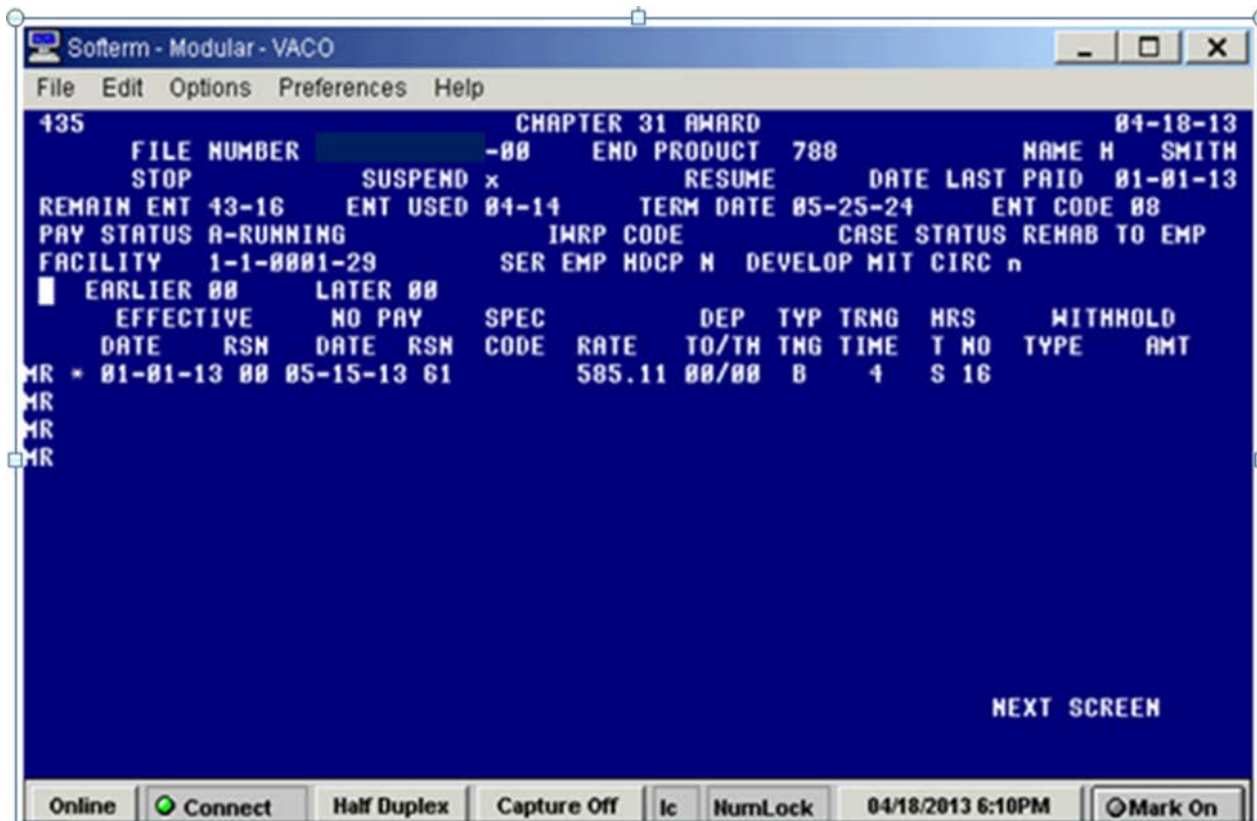 Softerm - Modular - VACO
File Edit Options Preferences Help
435 CHAPTER 31 AWARD 04-18-13
FILE NUMBER -00 END PRODUCT 788 NAME H SMITH
STOP SUSPEND x RESUME DATE LAST PAID 01-01-13
REMAIN ENT 43-16 ENT USED 04-14 TERM DATE 05-25-24 ENT CODE 08
PAY STATUS A-RUNNING IWRP CODE CASE STATUS REHAB TO EMP
FACILITY 1-1-0001-29 SER EMP HDCP N DEVELOP MIT CIRC n
EARLIER 00 LATER 00
EFFECTIVE NO PAY SPEC DEP TYP TRNG HRS WITHHOLD
DATE RSN DATE RSN CODE RATE TO/TH TNG TIME T NO TYPE AMT
MR * 01-01-13 00 05-15-13 61 585.11 00/00 B 4 S 16
MR
MR
MR
NEXT SCREEN
Online Connect Half Duplex Capture Off lc NumLock 04/18/2013 6:10PM Mark On